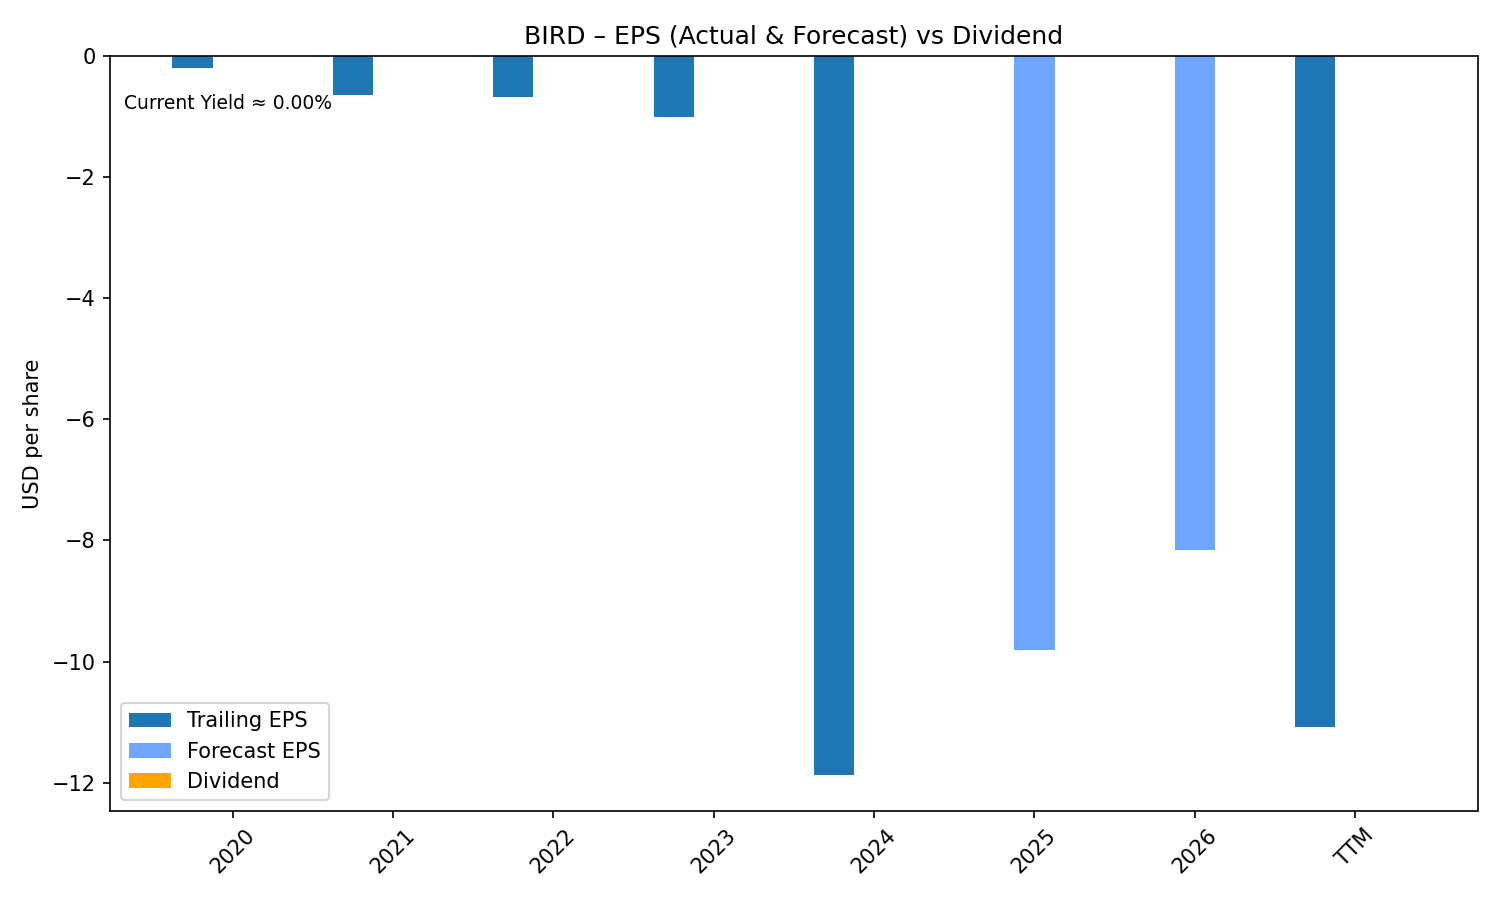 BIRD – EPS (Actual & Forecast) vs Dividend
USD per share
0
−2
−4
−6
−8
−10
−12
Current Yield ≈ 0.00%
Trailing EPS
Forecast EPS
Dividend
2020
2021
2022
2023
2024
2025
2026
TTM